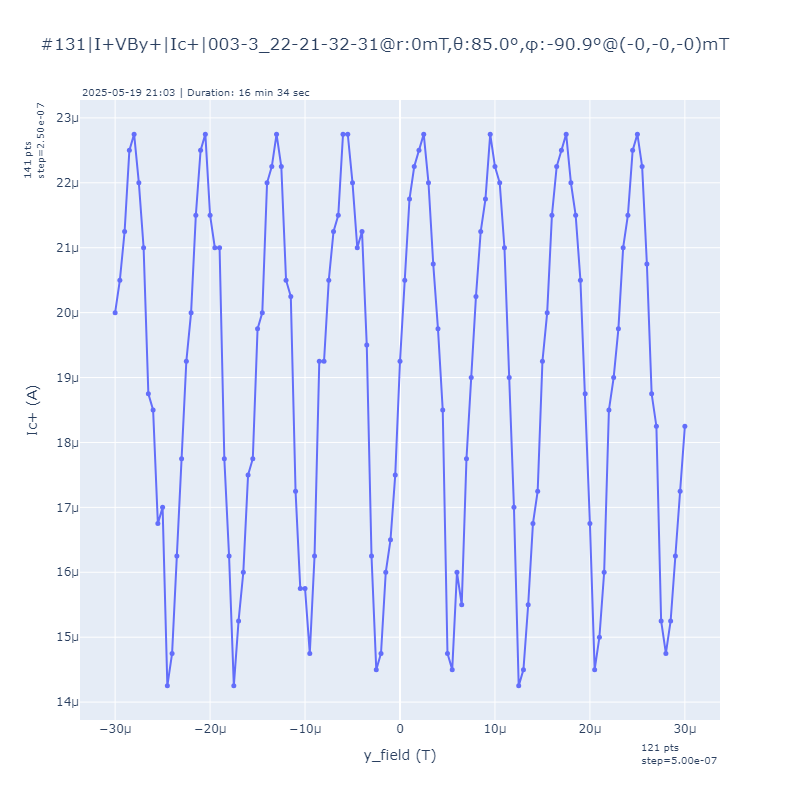 #131|I+VBy+|Ic+|003-3_22-21-32-31@r:0mT,θ:85.0º,φ:-90.9º@(-0,-0,-0)mT
2025-05-19 21:03 | Duration: 16 min 34 sec
141 pts
step=2.50e-07
23μ
22μ
21μ
20μ
19μ
18μ
17μ
16μ
15μ
14μ
Ic+ (A)
−30μ −20μ −10μ 0 10μ 20μ 30μ
y_field (T)
121 pts
step=5.00e-07